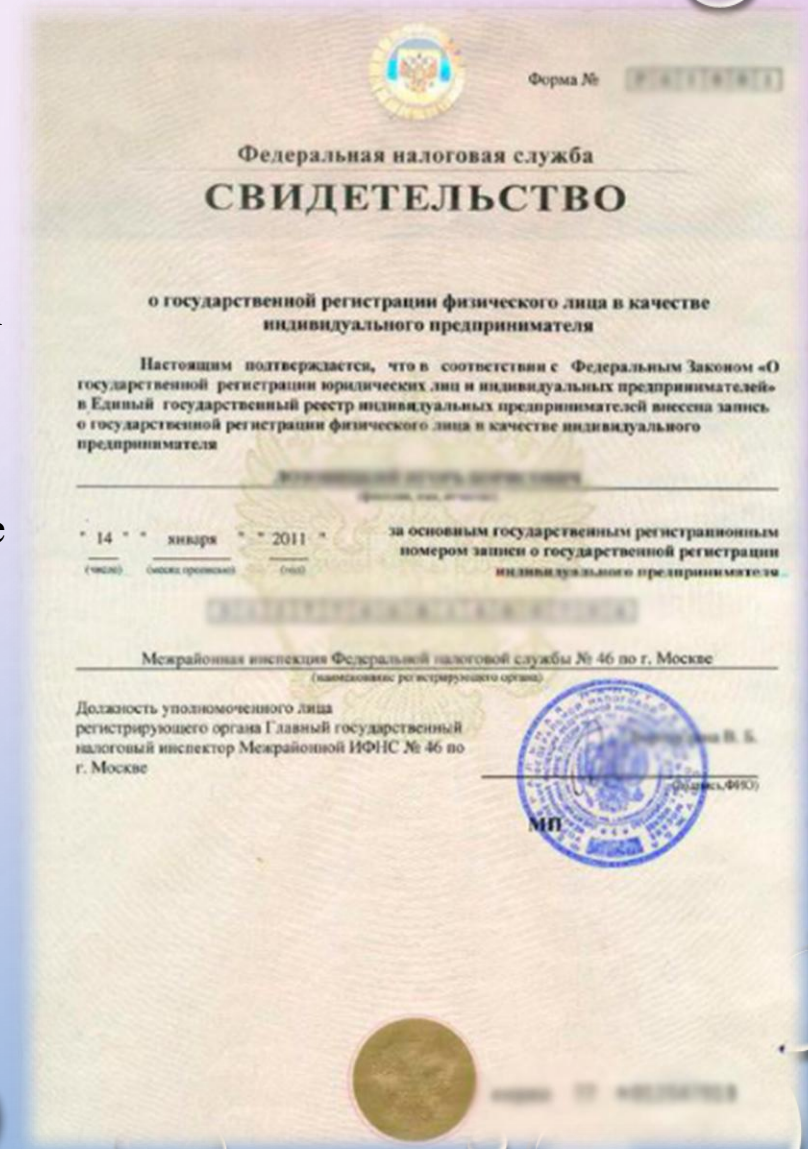 Форма №
Федеральная налоговая служба
СВИДЕТЕЛЬСТВО
о государственной регистрации физического лица в качестве
индивидуального предпринимателя
Настоящим подтверждается, что в соответствии с Федеральным Законом «О
государственной регистрации юридических лиц и индивидуальных предпринимателей»
в Единый государственный реестр индивидуальных предпринимателей внесена запись
о государственной регистрации физического лица в качестве индивидуального
предпринимателя
" 14 " " января " " 2011 "
(число) (месяц прописью) (год)
за основным государственным регистрационным
номером записи о государственной регистрации
индивидуального предпринимателя
Межрайонная инспекция Федеральной налоговой службы № 46 по г. Москве
(наименование регистрирующего органа)
Должность уполномоченного лица
регистрирующего органа Главный государственный
налоговый инспектор Межрайонной ИФНС № 46 по
г. Москве
В. Б.
(подпись, ФИО)
МП